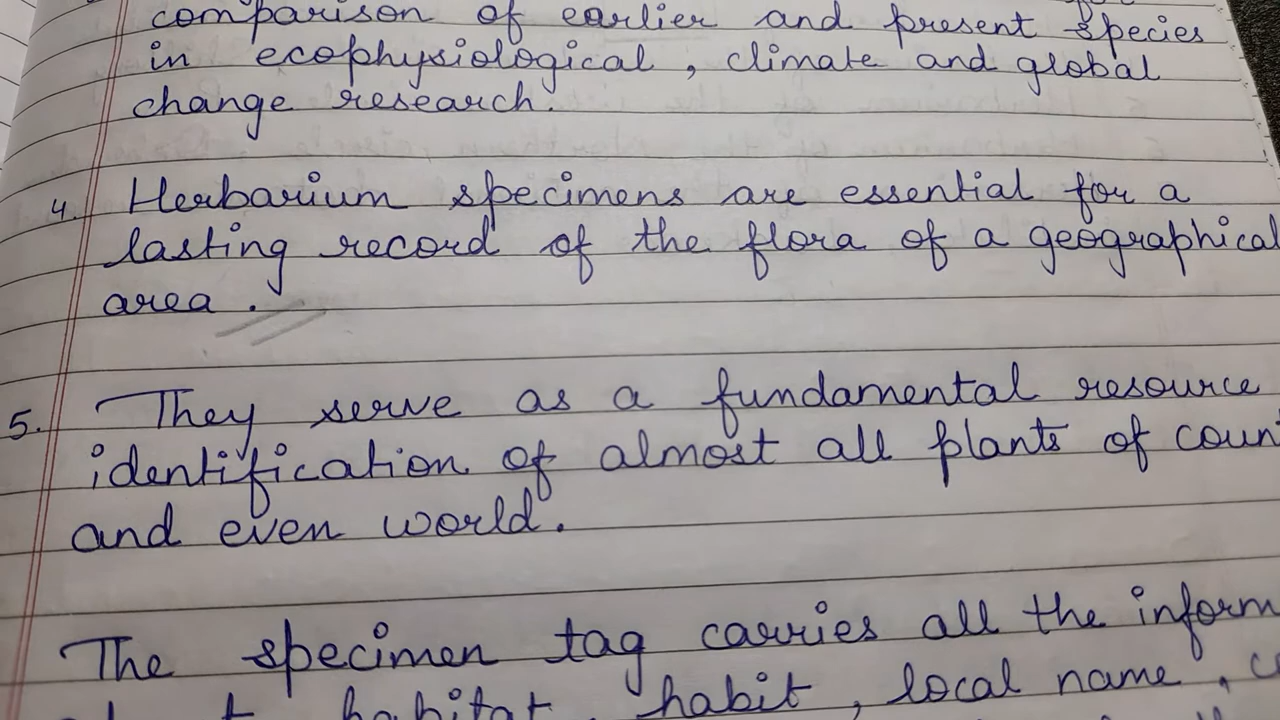 comparison of earlier and present species
in ecophysiological, climate and global
change research.
4. Herbarium specimens are essential for a
lasting record of the flora of a geographical
area.
5. They serve as a fundamental resource
identification of almost all plants of
and even world.
The specimen tag carries all the
habitat, habit, local name,